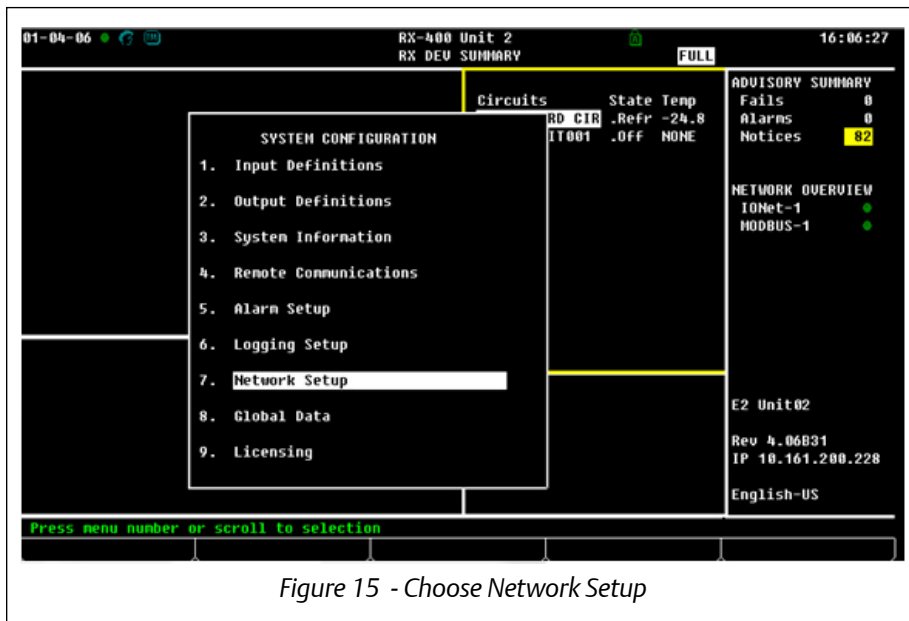 01-04-06 RX-400 Unit 2 16:06:27
RX DEV SUMMARY FULL
Circuits State Temp
RD CIR .Refr -24.8
IT001 .Off NONE
SYSTEM CONFIGURATION
1. Input Definitions
2. Output Definitions
3. System Information
4. Remote Communications
5. Alarm Setup
6. Logging Setup
7. Network Setup
8. Global Data
9. Licensing
ADVISORY SUMMARY
Fails 0
Alarms 0
Notices 82
NETWORK OVERVIEW
IONet-1
MODBUS-1
E2 Unit02
Rev 4.06B31
IP 10.161.200.228
English-US
Press menu number or scroll to selection
Figure 15 - Choose Network Setup